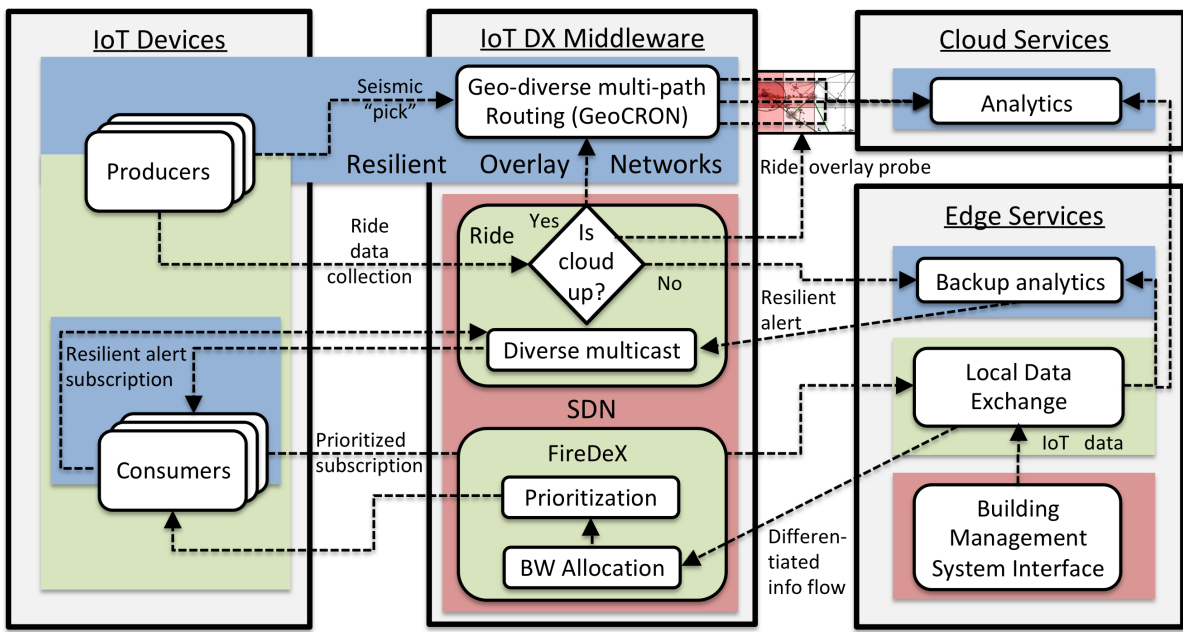 IoT Devices
IoT DX Middleware
Cloud Services
Seismic
“pick”
Geo-diverse multi-path
Routing (GeoCRON)
Analytics
Producers
Resilient Overlay Networks
Ride overlay probe
Edge Services
Ride
data
collection
Ride
Yes
Is
cloud
up?
No
Backup analytics
Resilient
alert
Resilient alert
subscription
Diverse multicast
Local Data
Exchange
SDN
IoT data
Consumers
Prioritized
subscription
FireDeX
Prioritization
BW Allocation
Differen-
tiated
info flow
Building
Management
System Interface